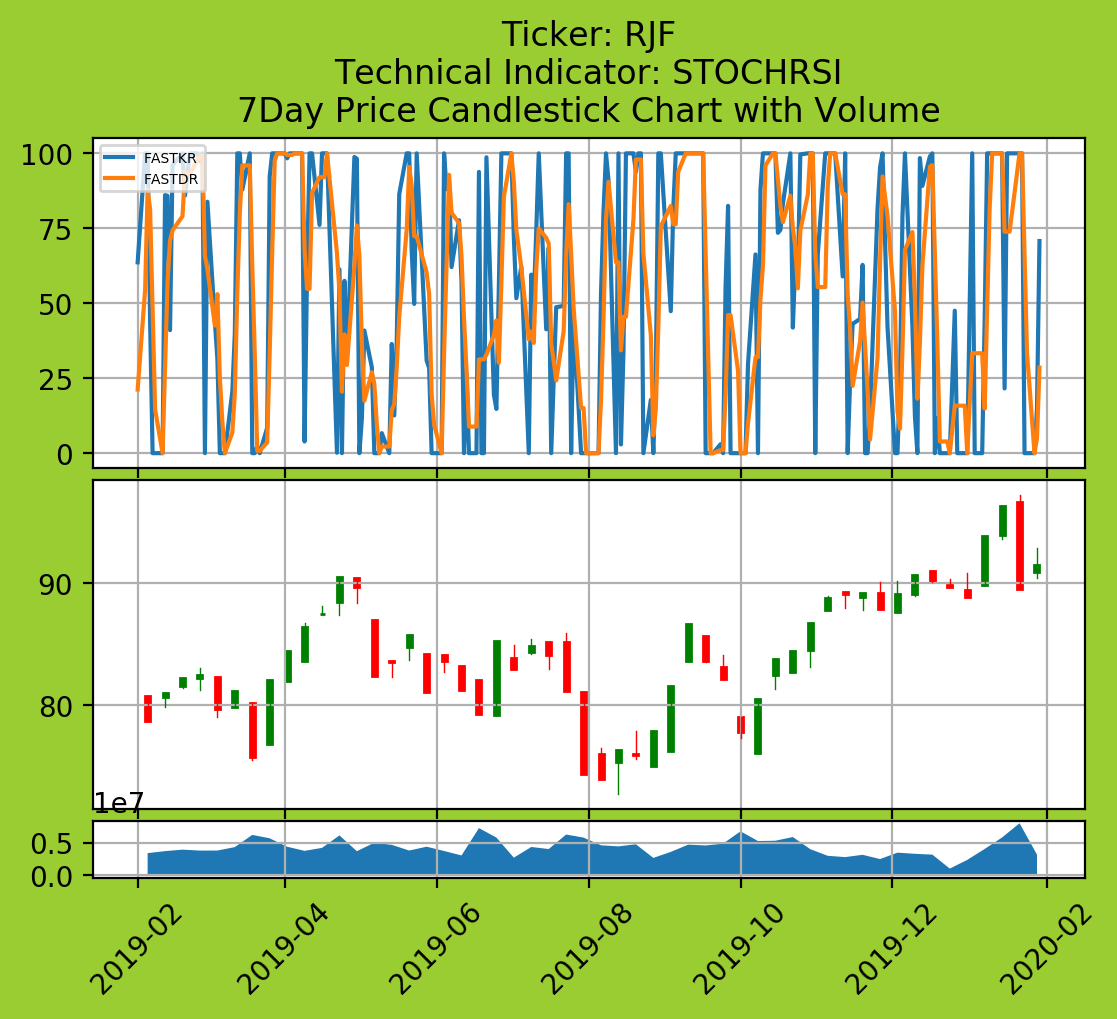 Ticker: RJF
Technical Indicator: STOCHRSI
7Day Price Candlestick Chart with Volume
100
75
50
25
0
FASTKR
FASTDR
90
80
1e7
0.5
0.0
2019-02
2019-04
2019-06
2019-08
2019-10
2019-12
2020-02